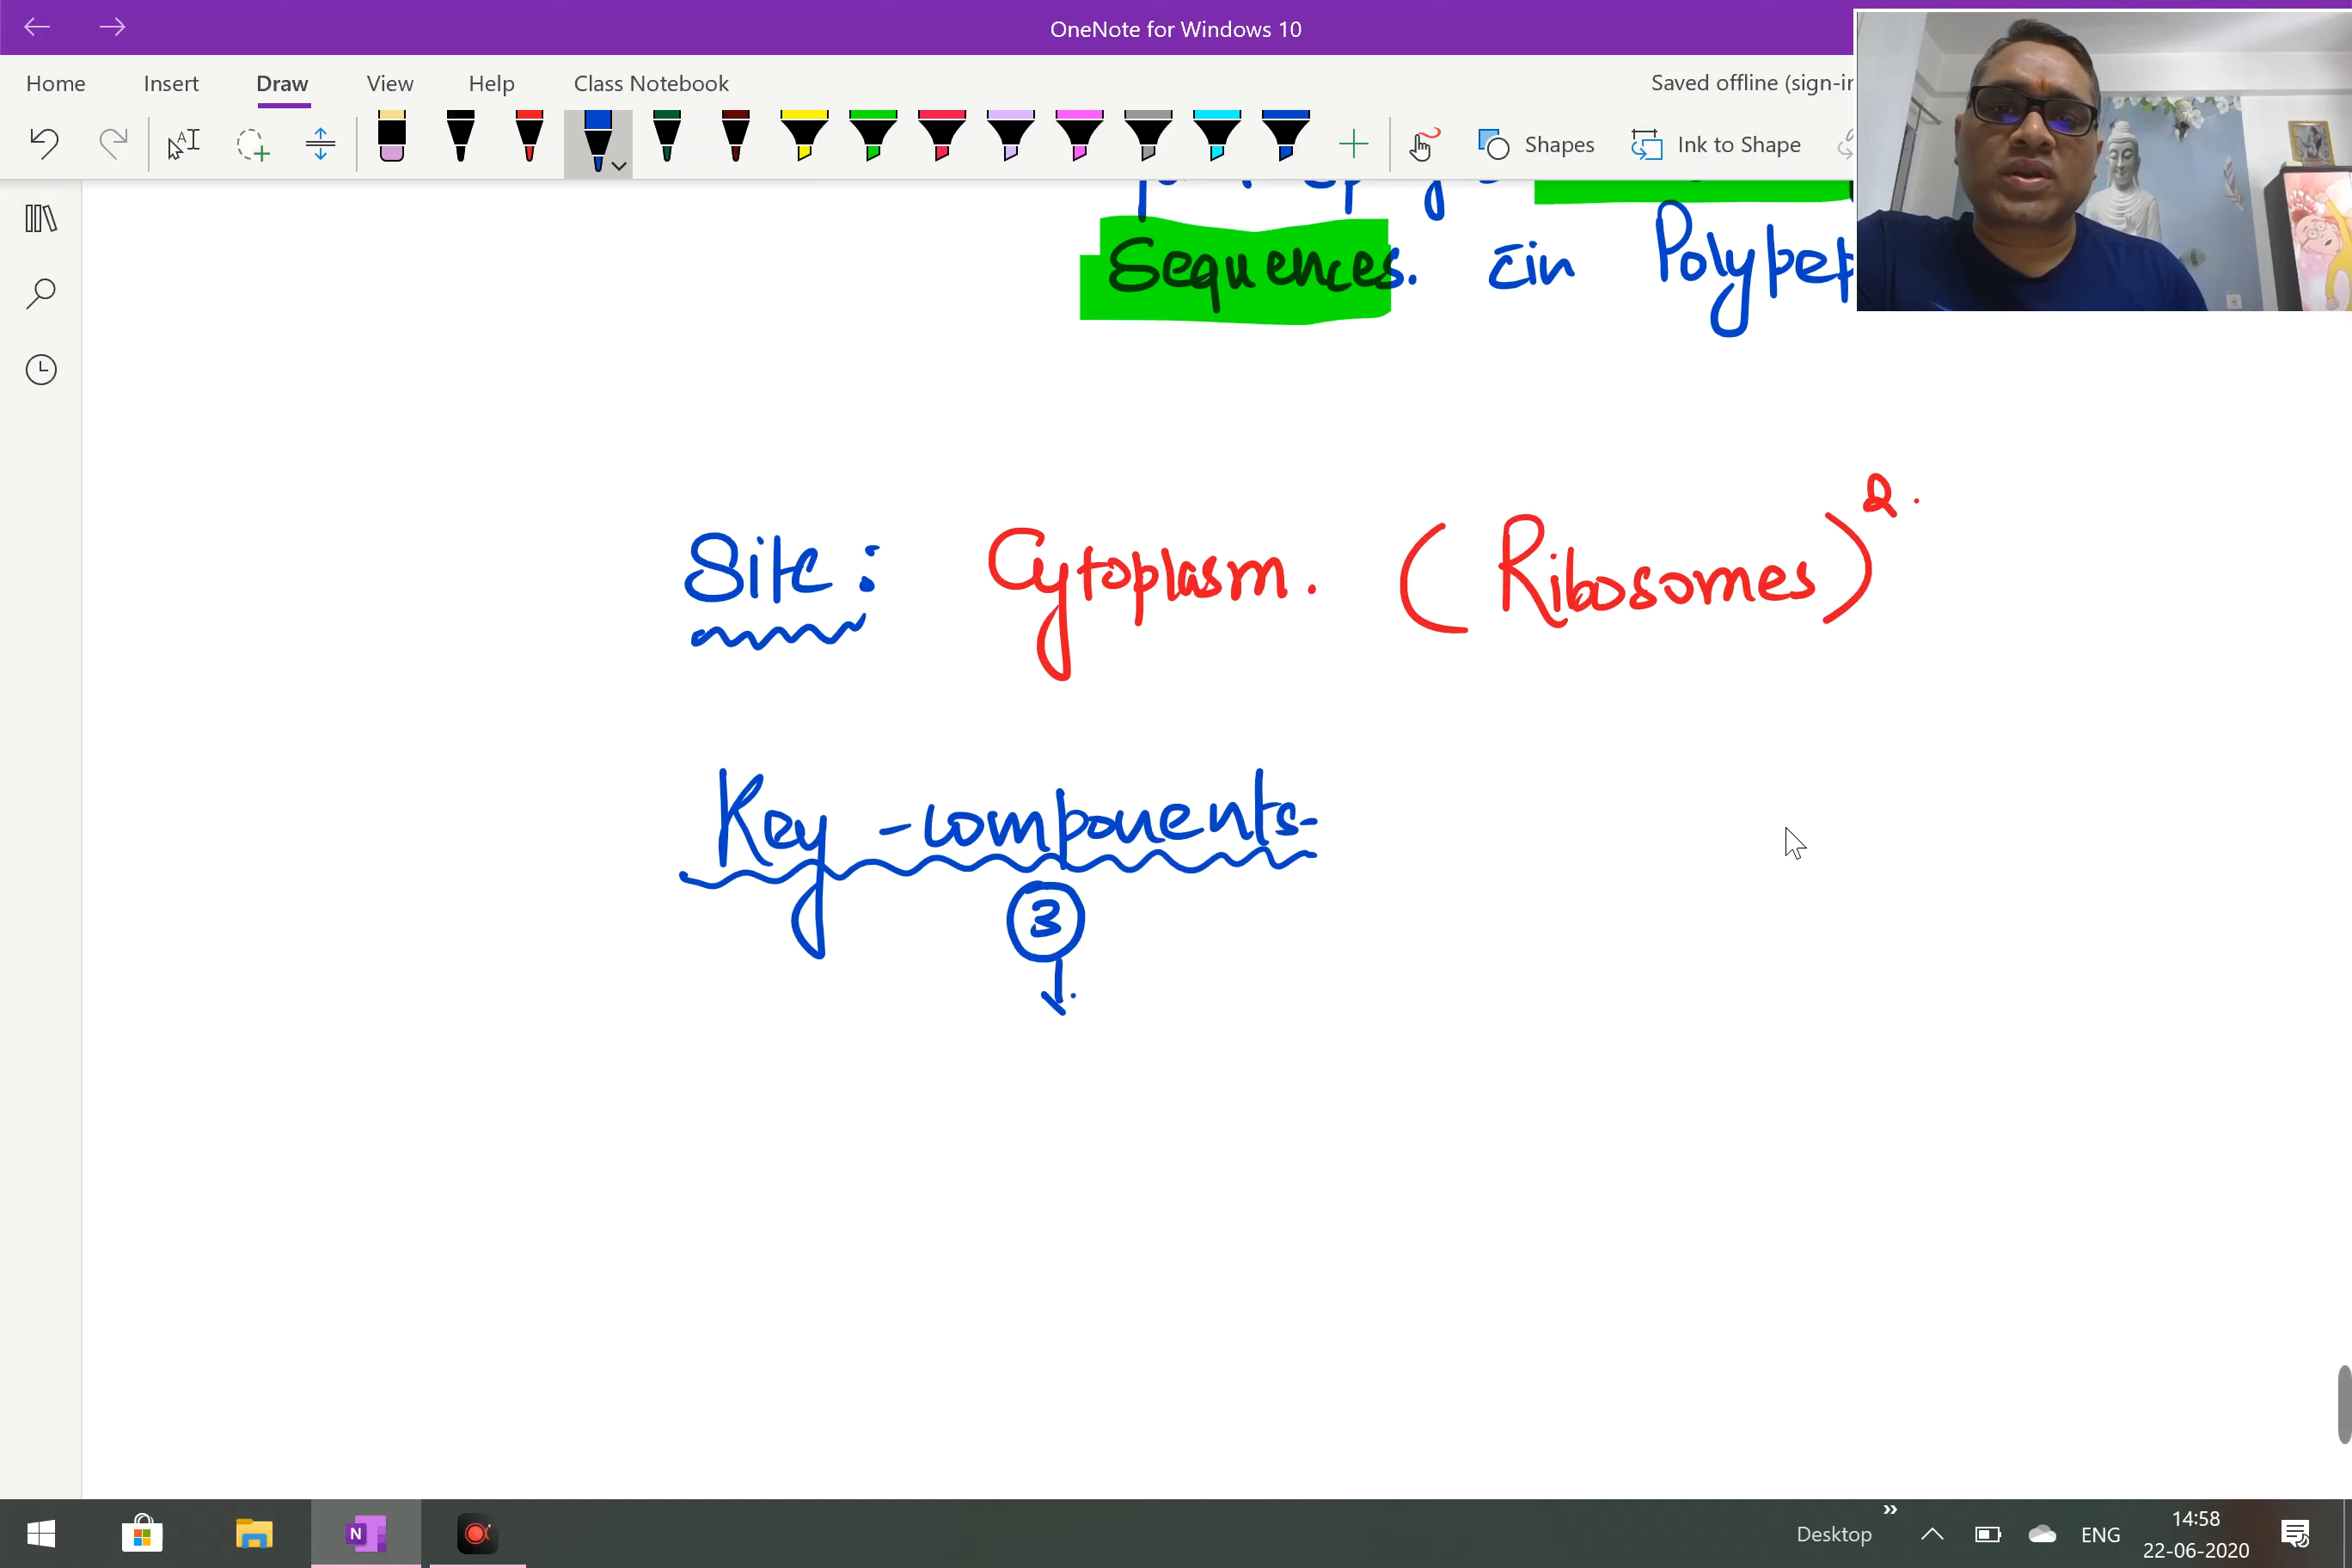 OneNote for Windows 10
Home Insert Draw View Help Class Notebook Saved offline (sign-in
Shapes Ink to Shape
Sequences. in Polypep
Site: Cytoplasm. (Ribosomes)
Key - components-
3
N
Desktop ENG 14:58
22-06-2020